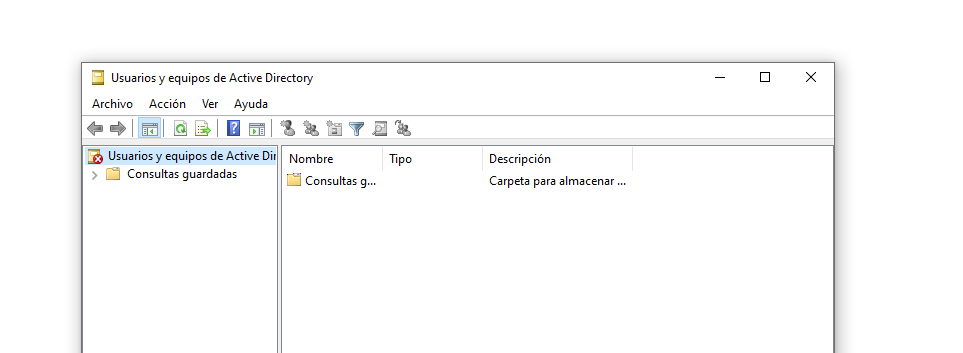 Usuarios y equipos de Active Directory
Archivo Acción Ver Ayuda
Usuarios y equipos de Active Dir
Consultas guardadas
Nombre Tipo Descripción
Consultas g... Carpeta para almacenar ...